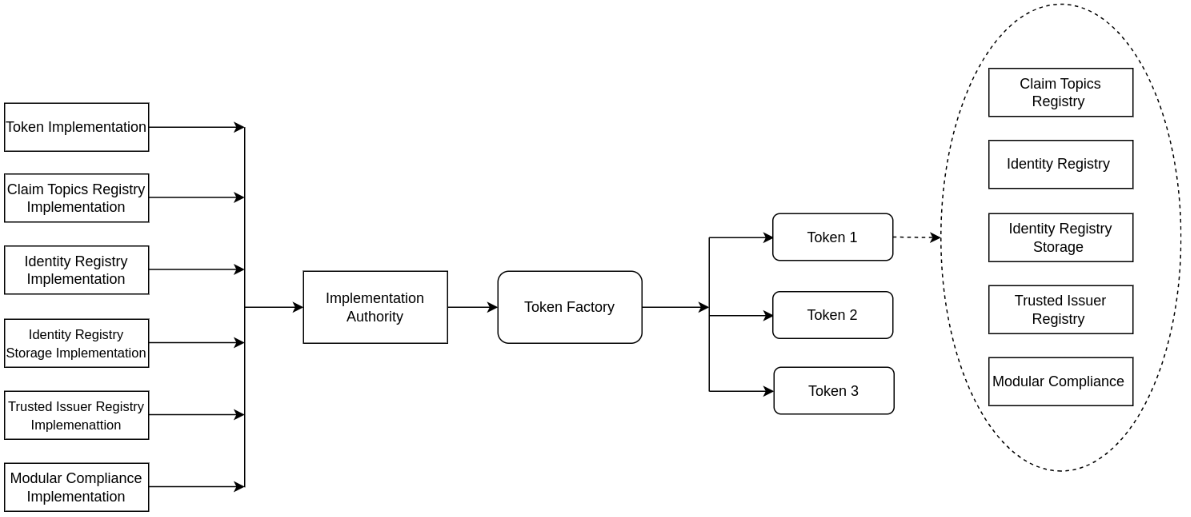 Token Implementation
Claim Topics Registry
Implementation
Identity Registry
Implementation
Identity Registry
Storage Implementation
Trusted Issuer Registry
Implemenattion
Modular Compliance
Implementation
Implementation
Authority
Token Factory
Token 1
Token 2
Token 3
Claim Topics
Registry
Identity Registry
Identity Registry
Storage
Trusted Issuer
Registry
Modular Compliance